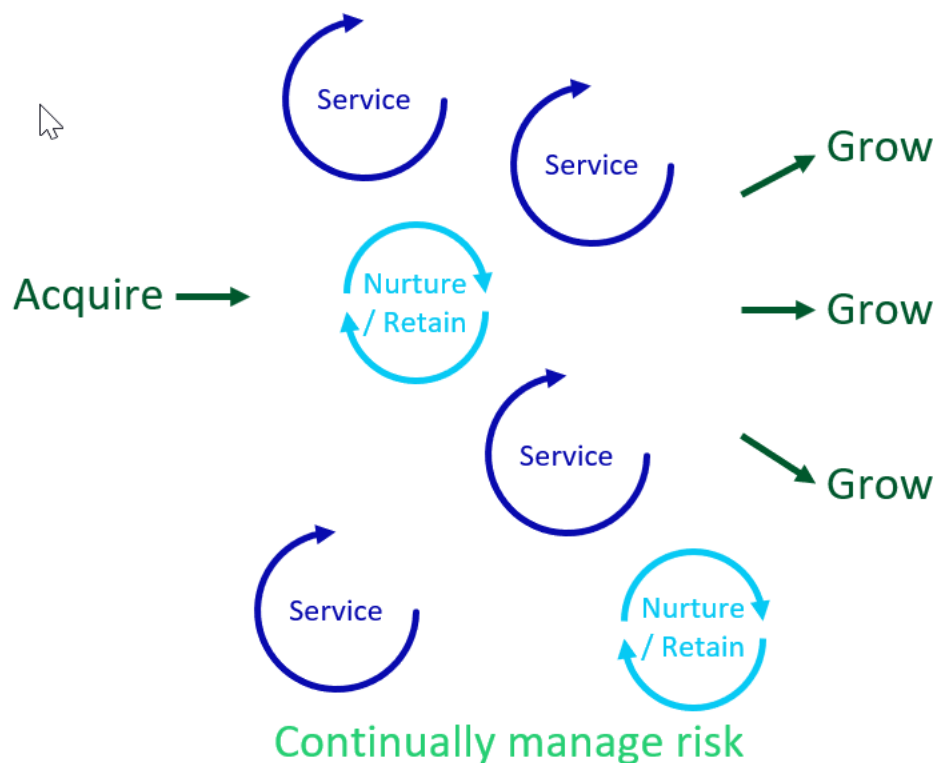 Service
Service
Grow
Acquire
Nurture
/ Retain
Grow
Service
Grow
Service
Nurture
/ Retain
Continually manage risk